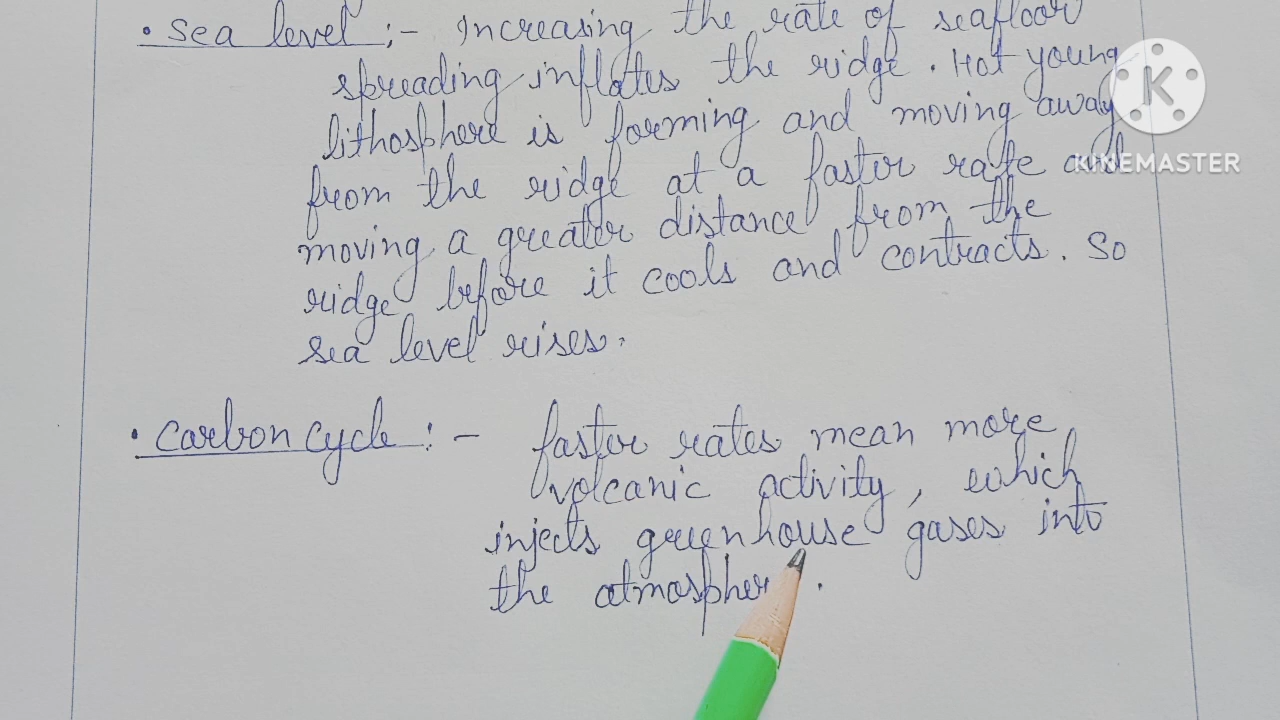 • Sea level :- Increasing the rate of seafloor
spreading inflates the ridge. Hot young
lithosphere is forming and moving away
from the ridge at a faster rate and
moving a greater distance from the
ridge before it cools and contracts. So
sea level rises.
• Carbon cycle :- faster rates mean more
volcanic activity, which
injects greenhouse gases into
the atmospher .
K
KINEMASTER